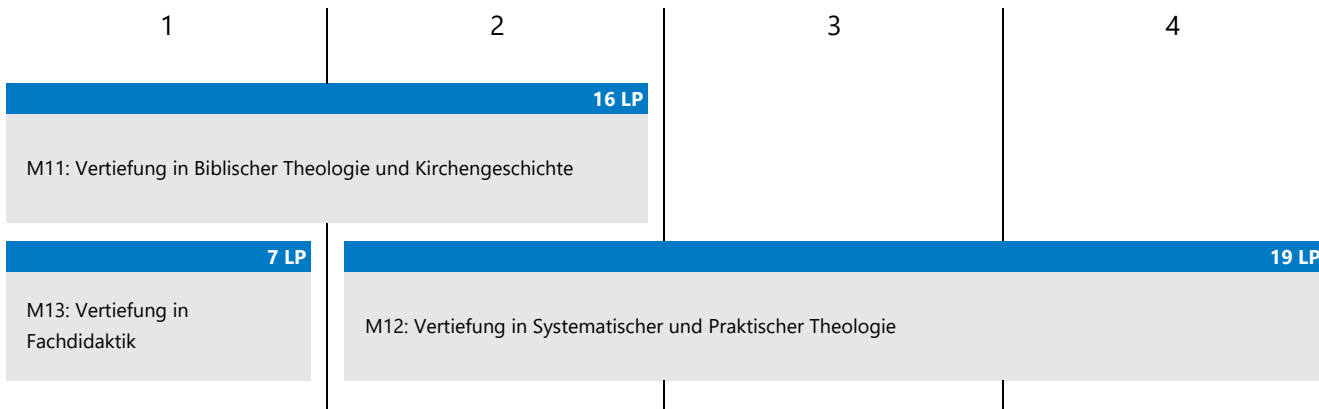 1 2 3 4
16 LP
M11: Vertiefung in Biblischer Theologie und Kirchengeschichte
7 LP
M13: Vertiefung in
Fachdidaktik
19 LP
M12: Vertiefung in Systematischer und Praktischer Theologie